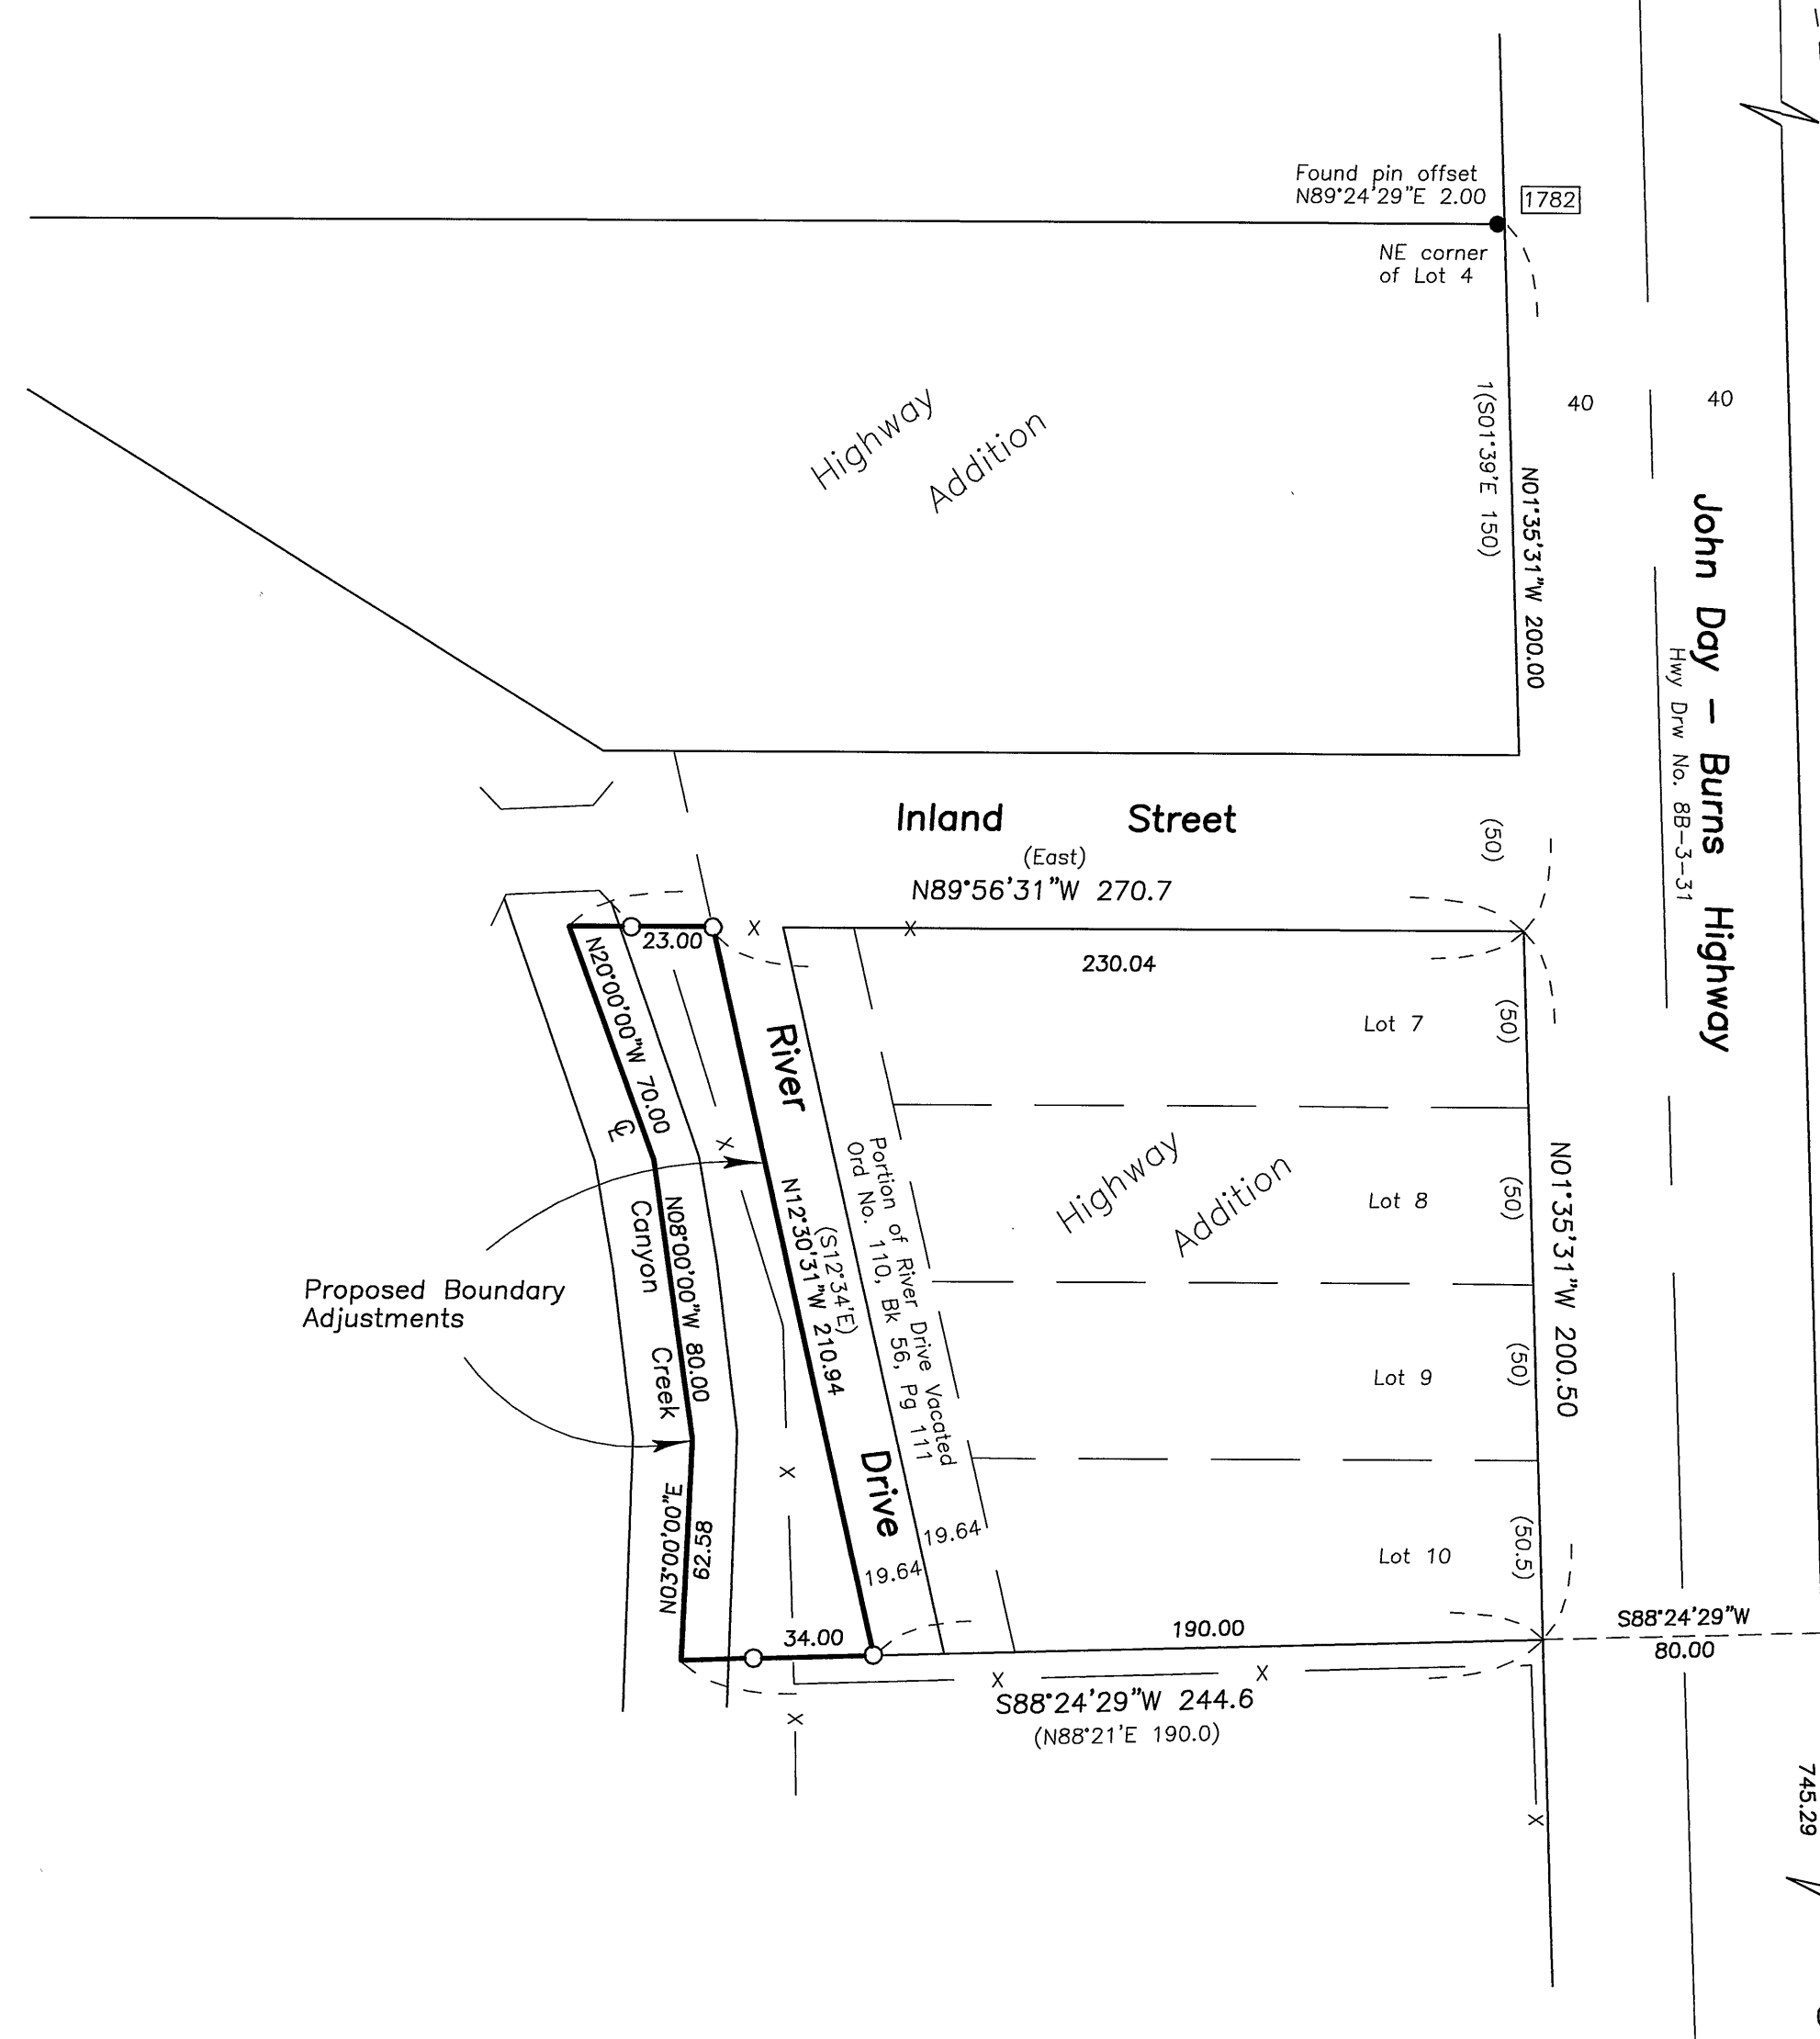 Found pin offset
N89°24'29"E 2.00
1782
NE corner
of Lot 4
40
40
1(S01°39'E 150)
N01°35'31"W 200.00
John Day – Burns Highway
Hwy Drw No. 8B–3–31
Highway
Addition
Inland Street
(East)
N89°56'31"W 270.7
(50)
23.00
230.04
Lot 7
(50)
N20°00'00"W 70.00
River Drive
Portion of River Drive Vacated
Ord No. 110, Bk 56, Pg 111
Highway
Addition
Lot 8
(50)
N01°35'31"W 200.50
N12°30'31"W 210.94
(S12°34'E)
℄ Canyon Creek
N08°00'00"W 80.00
Proposed Boundary
Adjustments
Lot 9
(50)
N03°00'00"E
62.58
19.64
19.64
Lot 10
(50.5)
34.00
190.00
S88°24'29"W
80.00
S88°24'29"W 244.6
(N88°21'E 190.0)
745.29
X
X
X
X
X
X
X
X